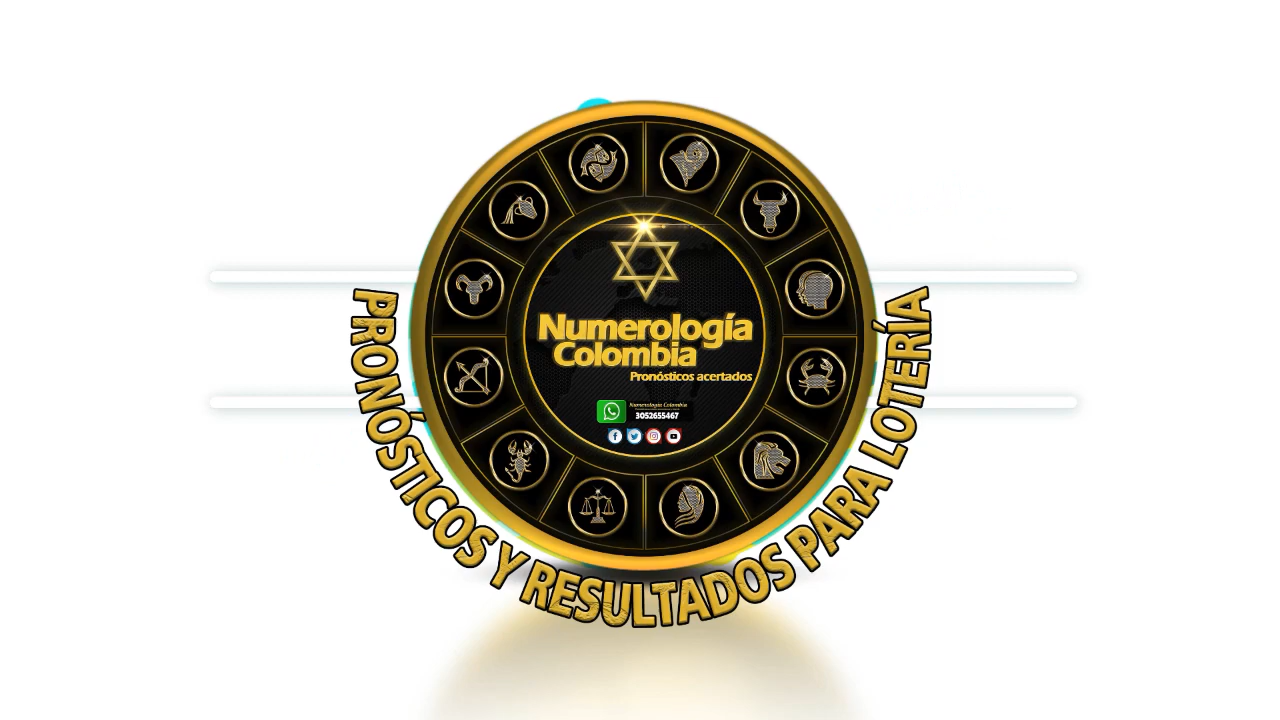 Numerología
Colombia
Pronósticos acertados
Numerología Colombia
3052655467
PRONÓSTICOS Y RESULTADOS PARA LOTERÍA